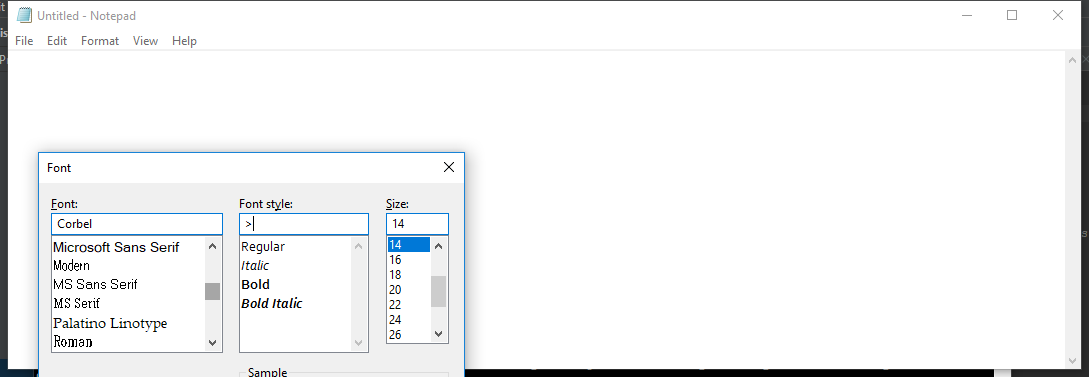 Untitled - Notepad
File Edit Format View Help
Font
Font: Font style: Size:
Corbel >| 14
Microsoft Sans Serif Regular 14
Modern Italic 16
MS Sans Serif Bold 18
MS Serif Bold Italic 20
Palatino Linotype 22
Roman 24
26
Sample